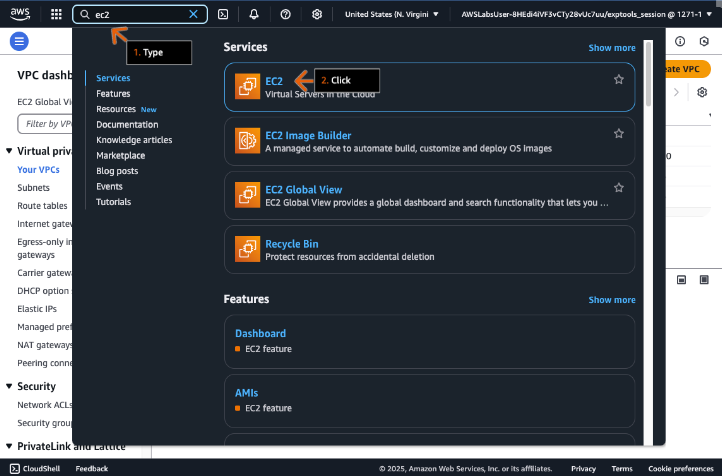 aws
ec2
United States (N. Virgini
AWSLabsUser-8HEdi4iVF3vCTy28vUc7uu/exptools_session @ 1271-1
1. Type
VPC dashb
EC2 Global Vi
Filter by VP
Virtual priva
Your VPCs
Subnets
Route tables
Internet gatew
Egress-only in
gateways
Carrier gatewa
DHCP option
Elastic IPs
Managed pref
NAT gateways
Peering conne
Security
Network ACLs
Security group
PrivateLink and Lattice
Services
Features
Resources New
Documentation
Knowledge articles
Marketplace
Blog posts
Events
Tutorials
Services
Show more
EC2
2. Click
Virtual Servers in the Cloud
EC2 Image Builder
A managed service to automate build, customize and deploy OS images
EC2 Global View
EC2 Global View provides a global dashboard and search functionality that lets you ...
Recycle Bin
Protect resources from accidental deletion
Features
Show more
Dashboard
EC2 feature
AMIs
EC2 feature
eate VPC
0
CloudShell
Feedback
© 2025, Amazon Web Services, Inc. or its affiliates.
Privacy
Terms
Cookie preferences